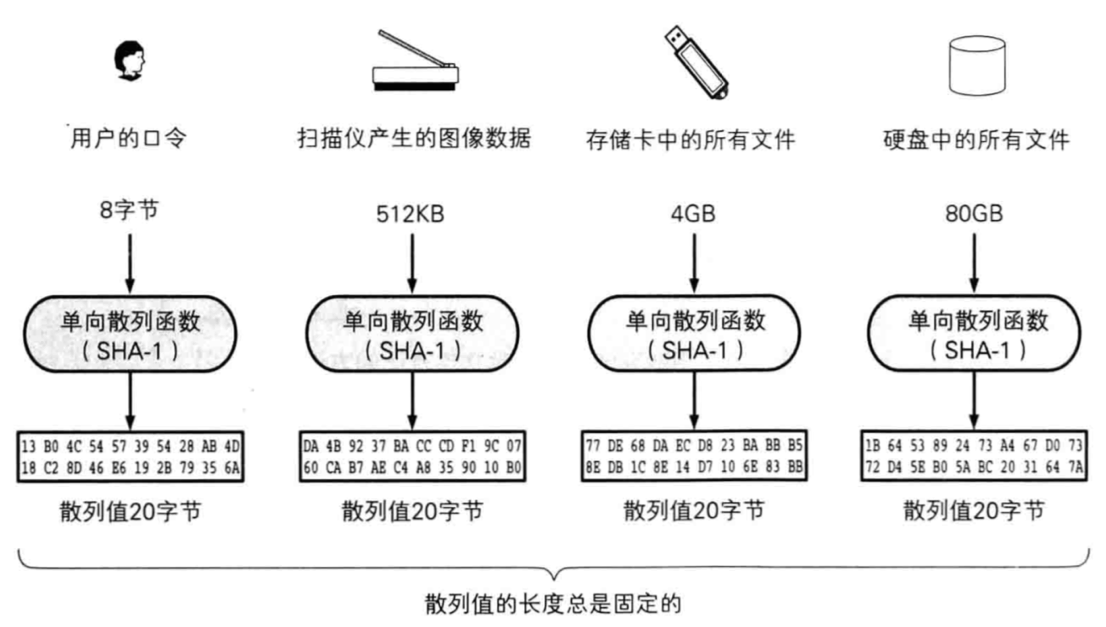 用户的口令
扫描仪产生的图像数据
存储卡中的所有文件
硬盘中的所有文件
8字节
512KB
4GB
80GB
单向散列函数
（SHA-1）
单向散列函数
（SHA-1）
单向散列函数
（SHA-1）
单向散列函数
（SHA-1）
13 B0 4C 54 57 39 54 28 AB 4D
18 C2 8D 46 E6 19 2B 79 35 6A
DA 4B 92 37 BA CC CD F1 9C 07
60 CA B7 AE C4 A8 35 90 10 B0
77 DE 68 DA EC D8 23 BA BB B5
8E DB 1C 8E 14 D7 10 6E 83 BB
1B 64 53 89 24 73 A4 67 D0 73
72 D4 5E B0 5A BC 20 31 64 7A
散列值20字节
散列值20字节
散列值20字节
散列值20字节
散列值的长度总是固定的